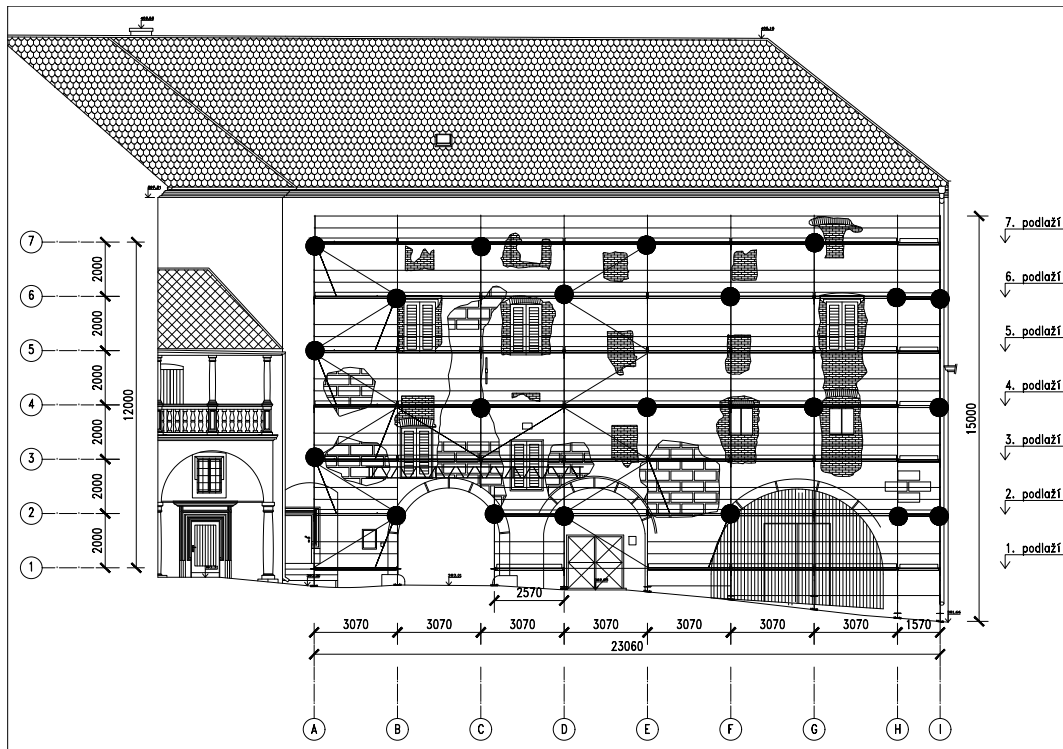 7
6
5
4
3
2
1
2000
2000
2000
2000
2000
2000
12000
15000
7. podlaží
6. podlaží
5. podlaží
4. podlaží
3. podlaží
2. podlaží
1. podlaží
2570
3070 3070 3070 3070 3070 3070 3070 1570
23060
A B C D E F G H I